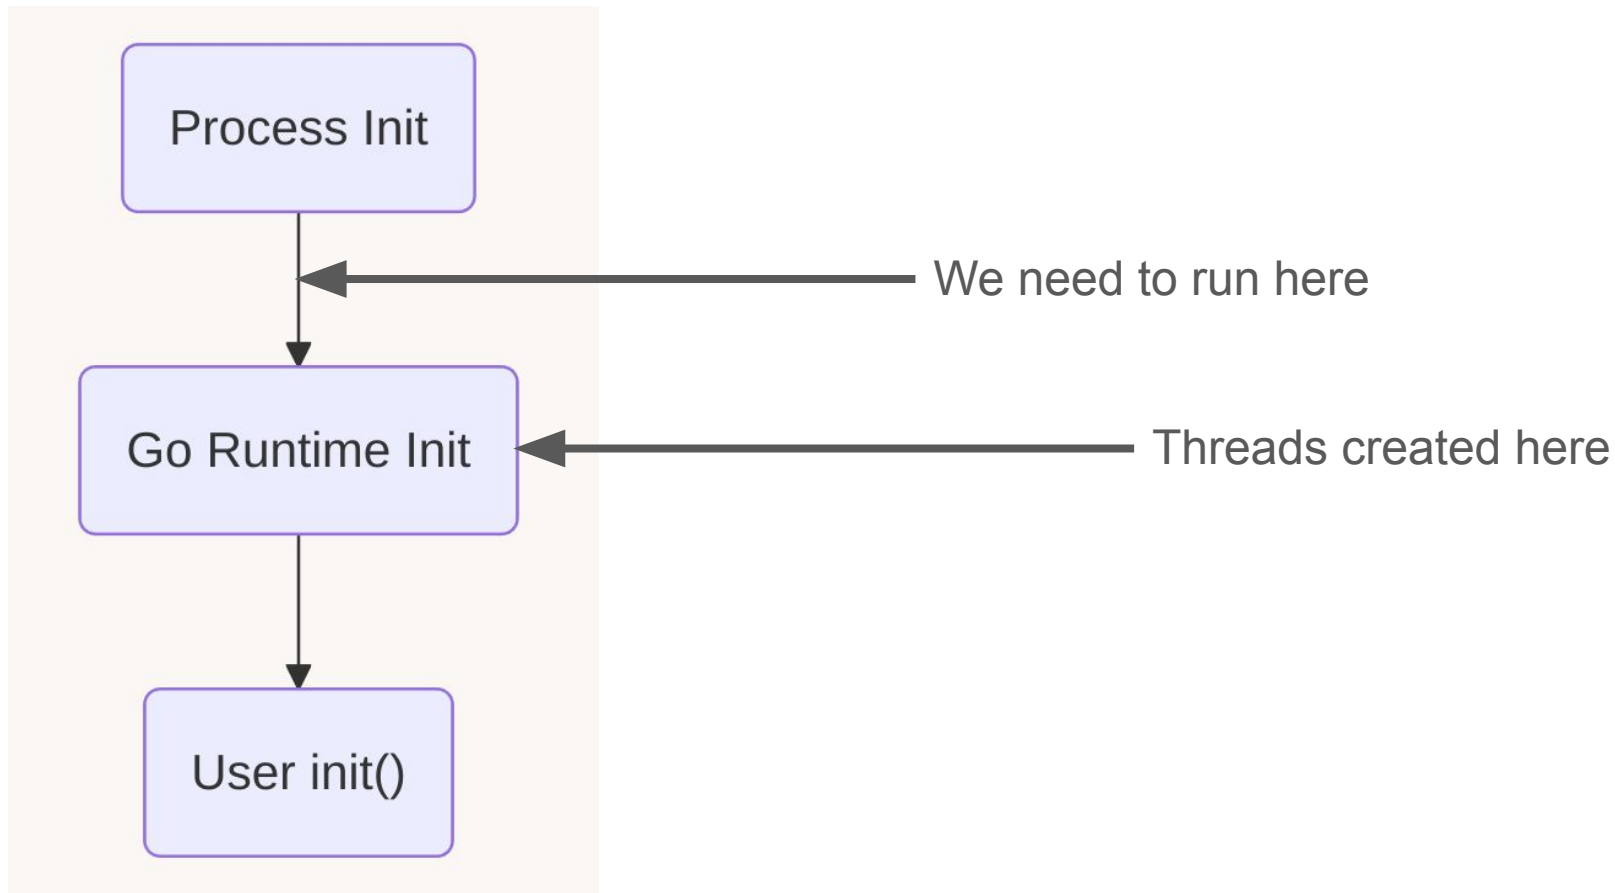 Process Init
We need to run here
Go Runtime Init
Threads created here
User init()